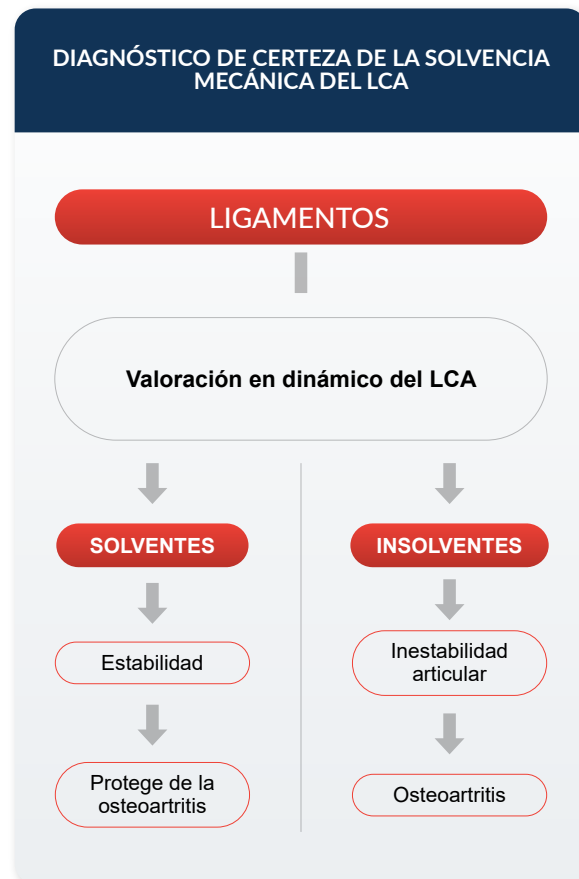 DIAGNÓSTICO DE CERTEZA DE LA SOLVENCIA
MECÁNICA DEL LCA
LIGAMENTOS
Valoración en dinámico del LCA
SOLVENTES
Estabilidad
Protege de la
osteoartritis
INSOLVENTES
Inestabilidad
articular
Osteoartritis